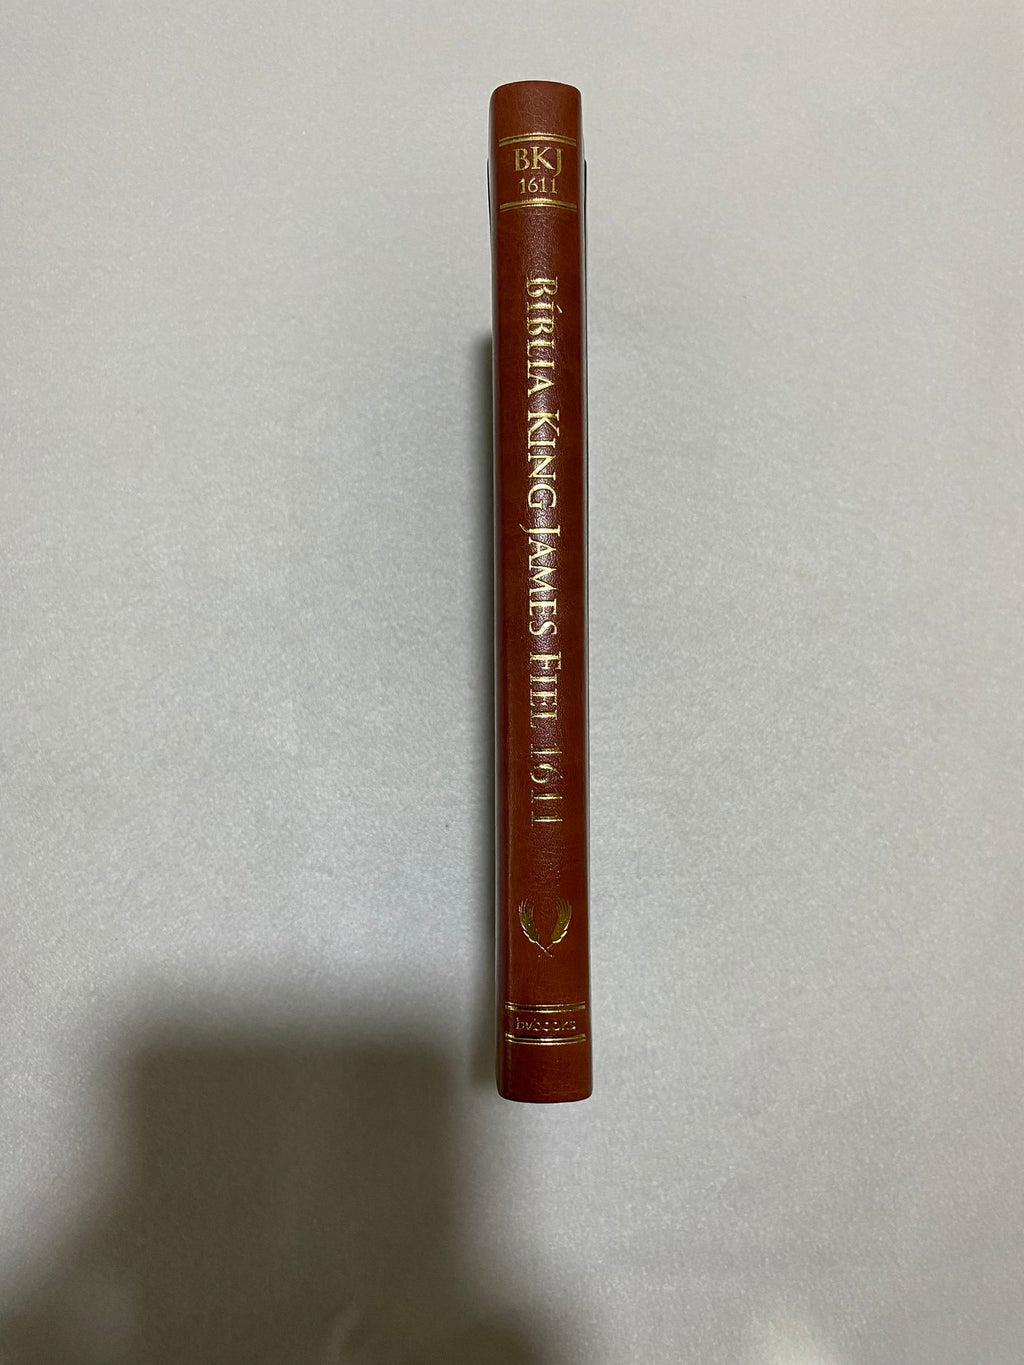 BKJ
1611
BÍBLIA KING JAMES FIEL 1611
bvbooks